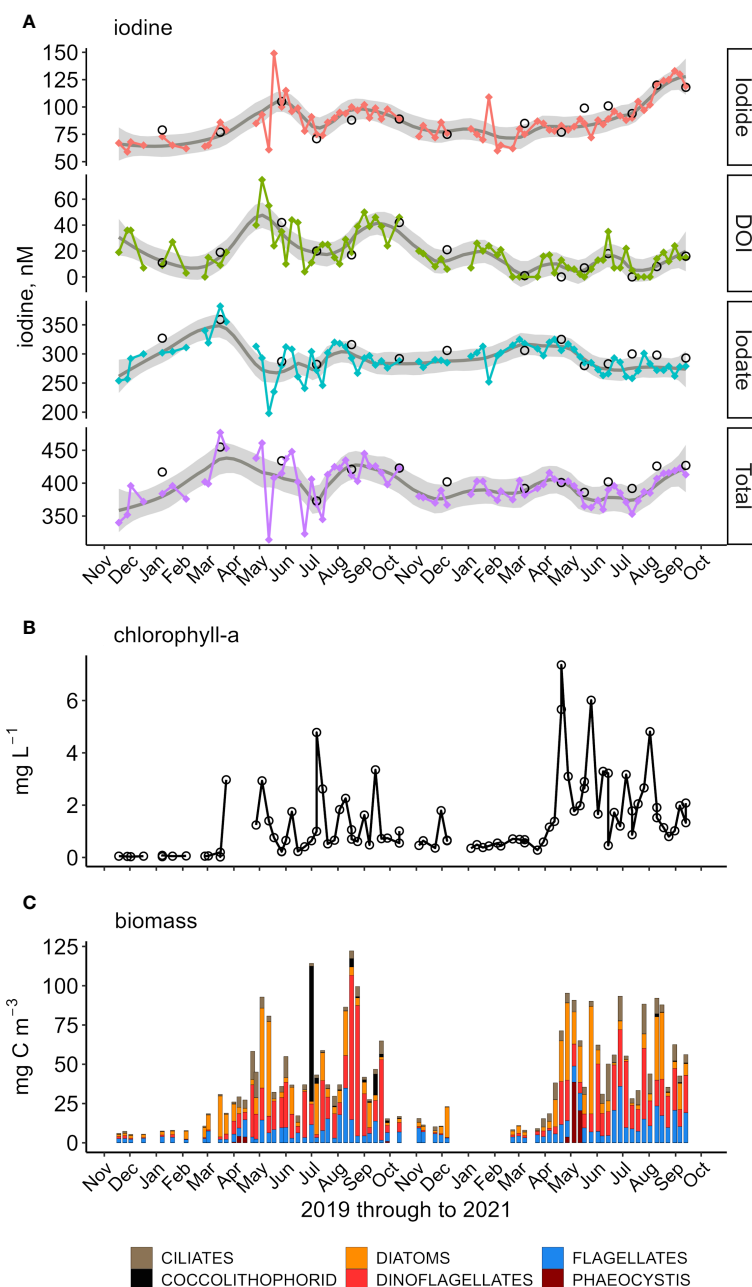 A
iodine
iodine, nM
150
125
100
75
50
Iodide
60
40
20
0
DOI
350
300
250
200
Iodate
450
400
350
Total
Nov Dec Jan Feb Mar Apr May Jun Jul Aug Sep Oct Nov Dec Jan Feb Mar Apr May Jun Jul Aug Sep Oct
B
chlorophyll-a
mg L⁻¹
6
4
2
0
C
biomass
mg C m⁻³
125
100
75
50
25
0
Nov Dec Jan Feb Mar Apr May Jun Jul Aug Sep Oct Nov Dec Jan Feb Mar Apr May Jun Jul Aug Sep Oct
2019 through to 2021
CILIATES DIATOMS FLAGELLATES
COCCOLITHOPHORID DINOFLAGELLATES PHAEOCYSTIS